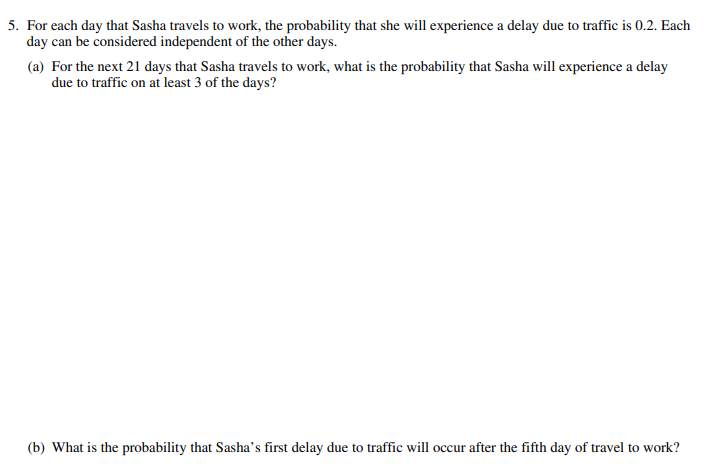 5. For each day that Sasha travels to work, the probability that she will experience a delay due to traffic is 0.2. Each
day can be considered independent of the other days.
(a) For the next 21 days that Sasha travels to work, what is the probability that Sasha will experience a delay
due to traffic on at least 3 of the days?
(b) What is the probability that Sasha’s first delay due to traffic will occur after the fifth day of travel to work?